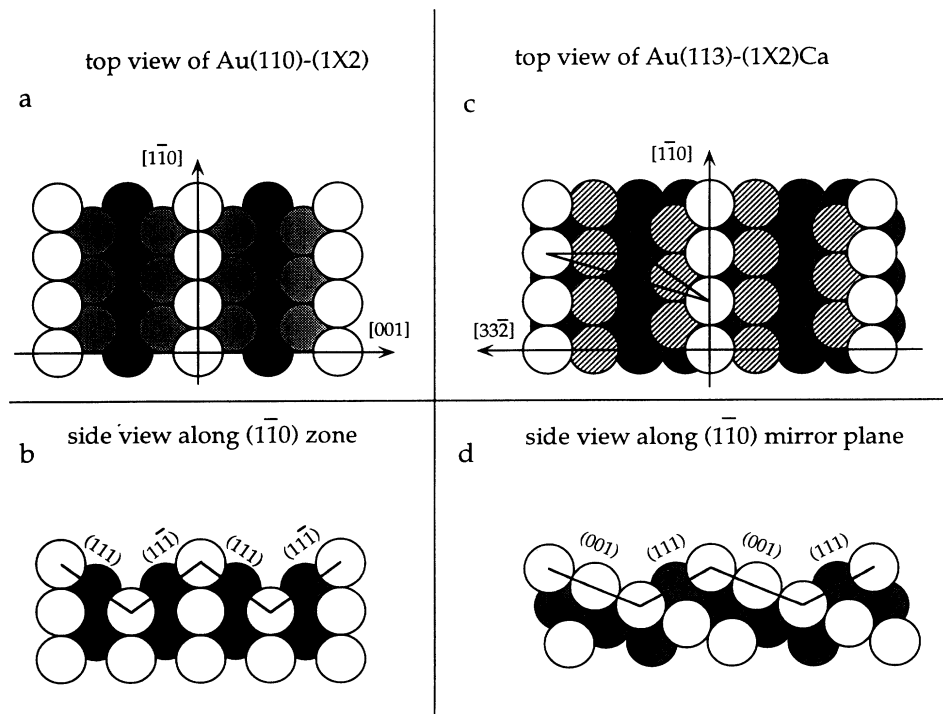 top view of Au(110)-(1X2)
a
[11̅0]
[001]
top view of Au(113)-(1X2)Ca
c
[11̅0]
[332̅]
side view along (11̅0) zone
b
(111)
(11̅1̅)
(111)
(11̅1̅)
side view along (11̅0) mirror plane
d
(001)
(111)
(001)
(111)